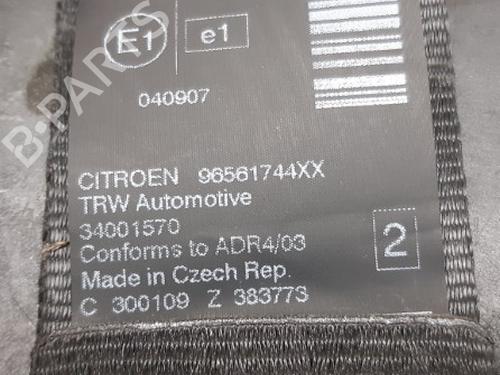 E1
e1
040907
CITROEN 96561744XX
TRW Automotive
34001570
Conforms to ADR4/03
2
Made in Czech Rep.
C 300109 Z 383773
B-PARTS